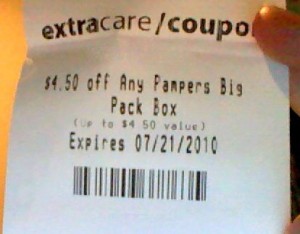 extracare/coupo
$4.50 off Any Pampers Big
Pack Box
(Up to $4 50 value)
Expires 07/21/2010